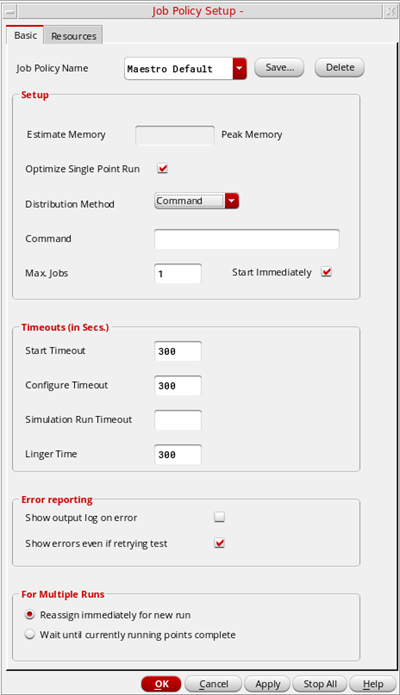 Job Policy Setup -
Basic Resources
Job Policy Name Maestro Default Save... Delete
Setup
Estimate Memory Peak Memory
Optimize Single Point Run
Distribution Method Command
Command
Max. Jobs 1 Start Immediately
Timeouts (in Secs.)
Start Timeout 300
Configure Timeout 300
Simulation Run Timeout
Linger Time 300
Error reporting
Show output log on error
Show errors even if retrying test
For Multiple Runs
Reassign immediately for new run
Wait until currently running points complete
OK Cancel Apply Stop All Help